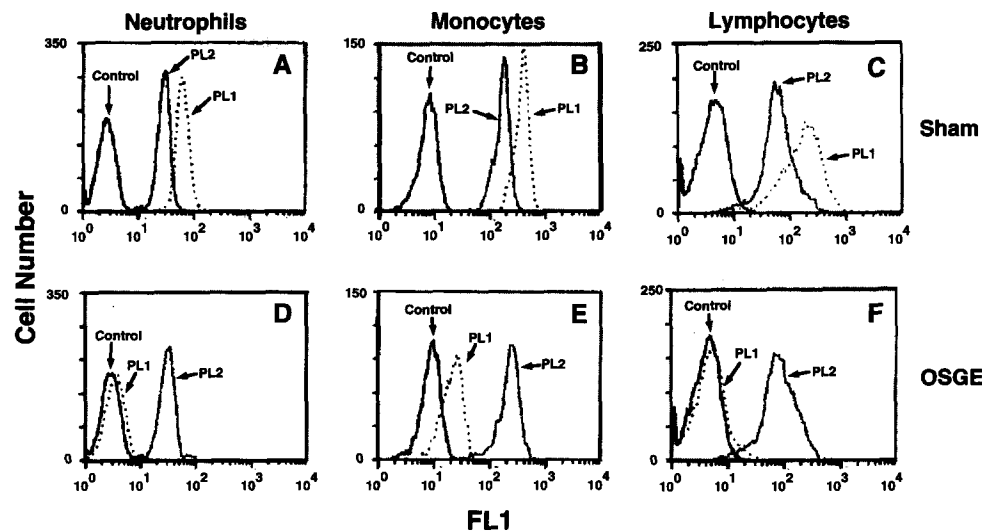 Neutrophils Monocytes Lymphocytes
350 150 250
A B C
Control PL2 PL1
Control PL2 PL1
Control PL2 PL1
Sham
0 0 0
10^0 10^1 10^2 10^3 10^4
10^0 10^1 10^2 10^3 10^4
10^0 10^1 10^2 10^3 10^4
Cell Number
350 150 250
D E F
Control PL1 PL2
Control PL1 PL2
Control PL1 PL2
OSGE
0 0 0
10^0 10^1 10^2 10^3 10^4
10^0 10^1 10^2 10^3 10^4
10^0 10^1 10^2 10^3 10^4
FL1